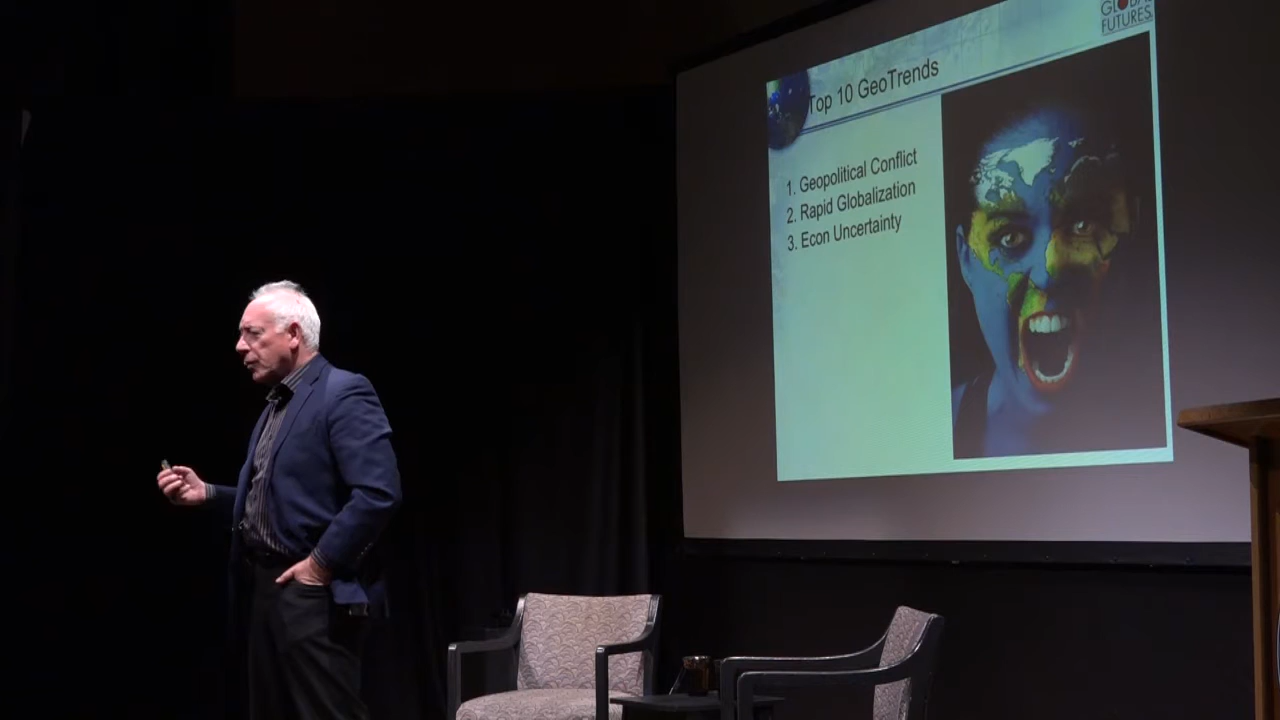 GLOBAL
FUTURES
Top 10 GeoTrends
1. Geopolitical Conflict
2. Rapid Globalization
3. Econ Uncertainty